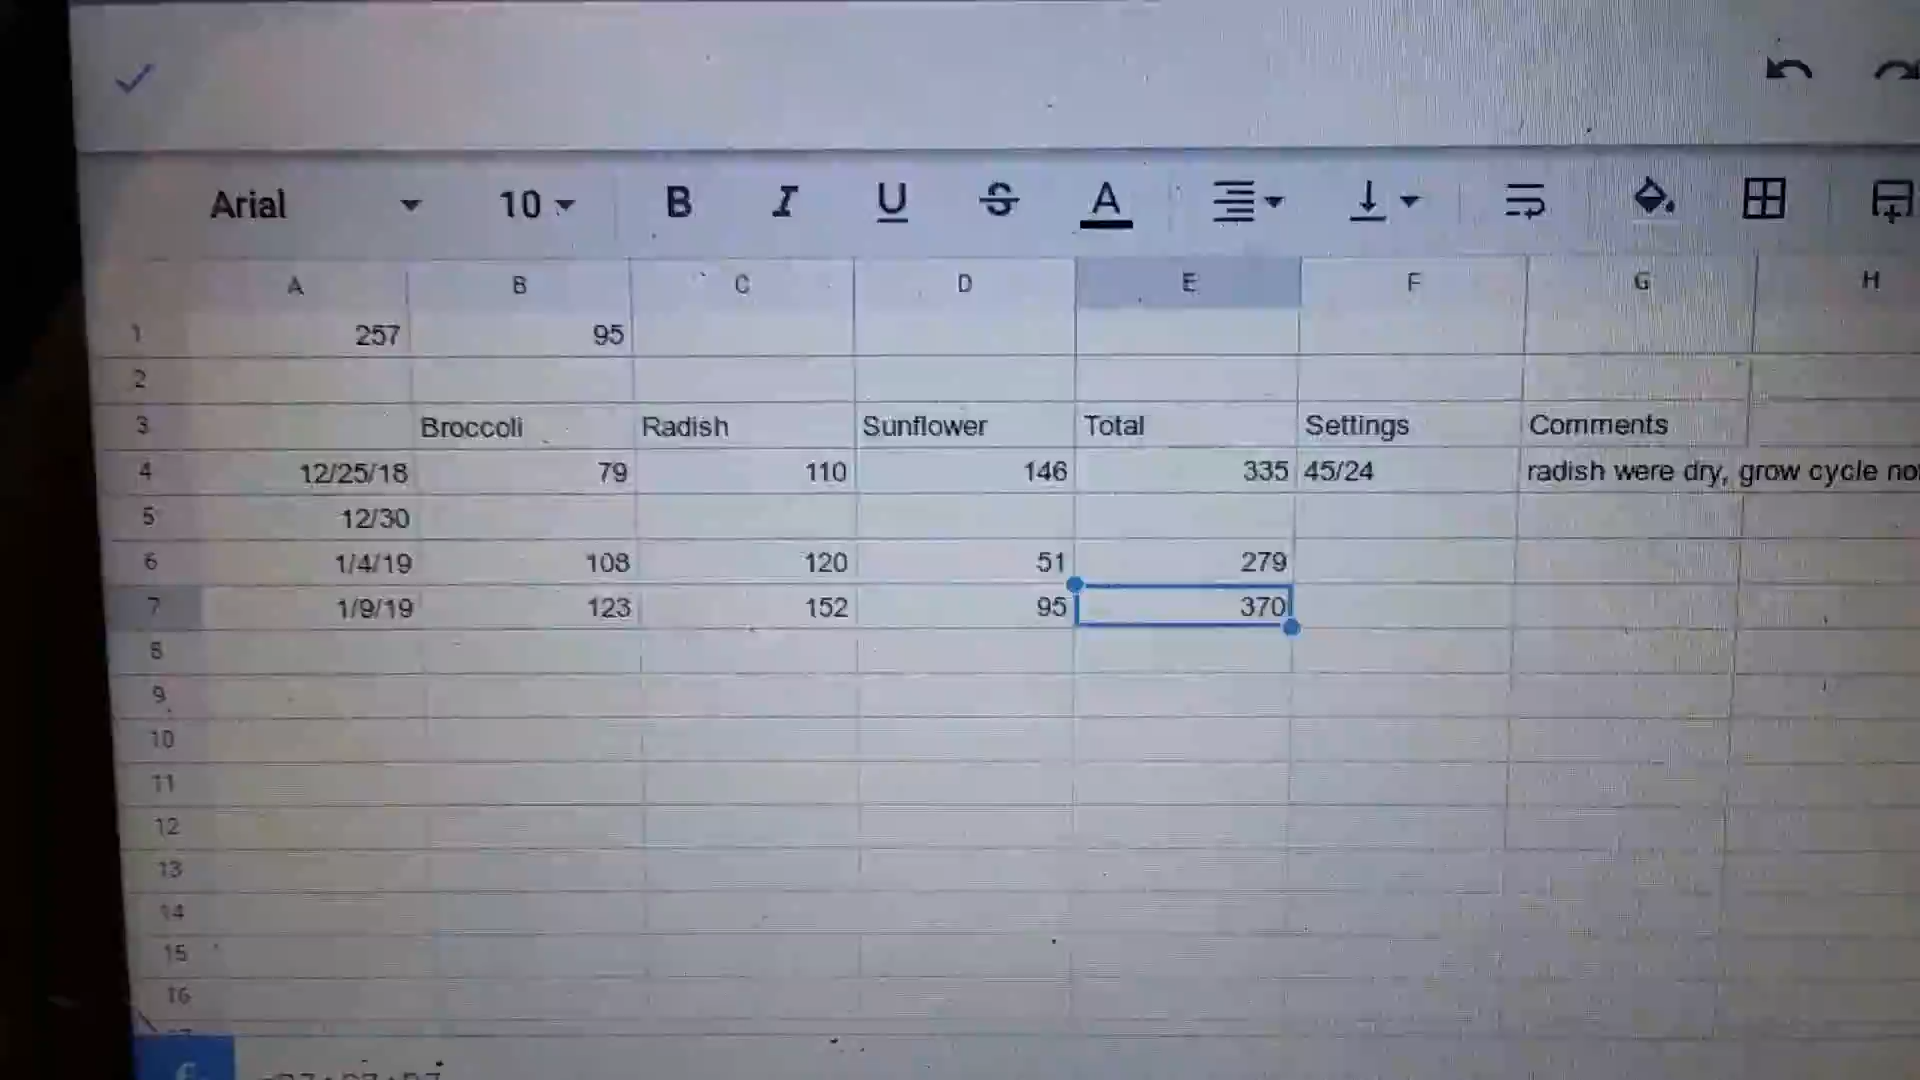 Arial 10 B I U S A
A B C D E F G H
1 257 95
2
3 Broccoli Radish Sunflower Total Settings Comments
4 12/25/18 79 110 146 335 45/24 radish were dry, grow cycle no
5 12/30
6 1/4/19 108 120 51 279
7 1/9/19 123 152 95 370
8
9
10
11
12
13
14
15
16